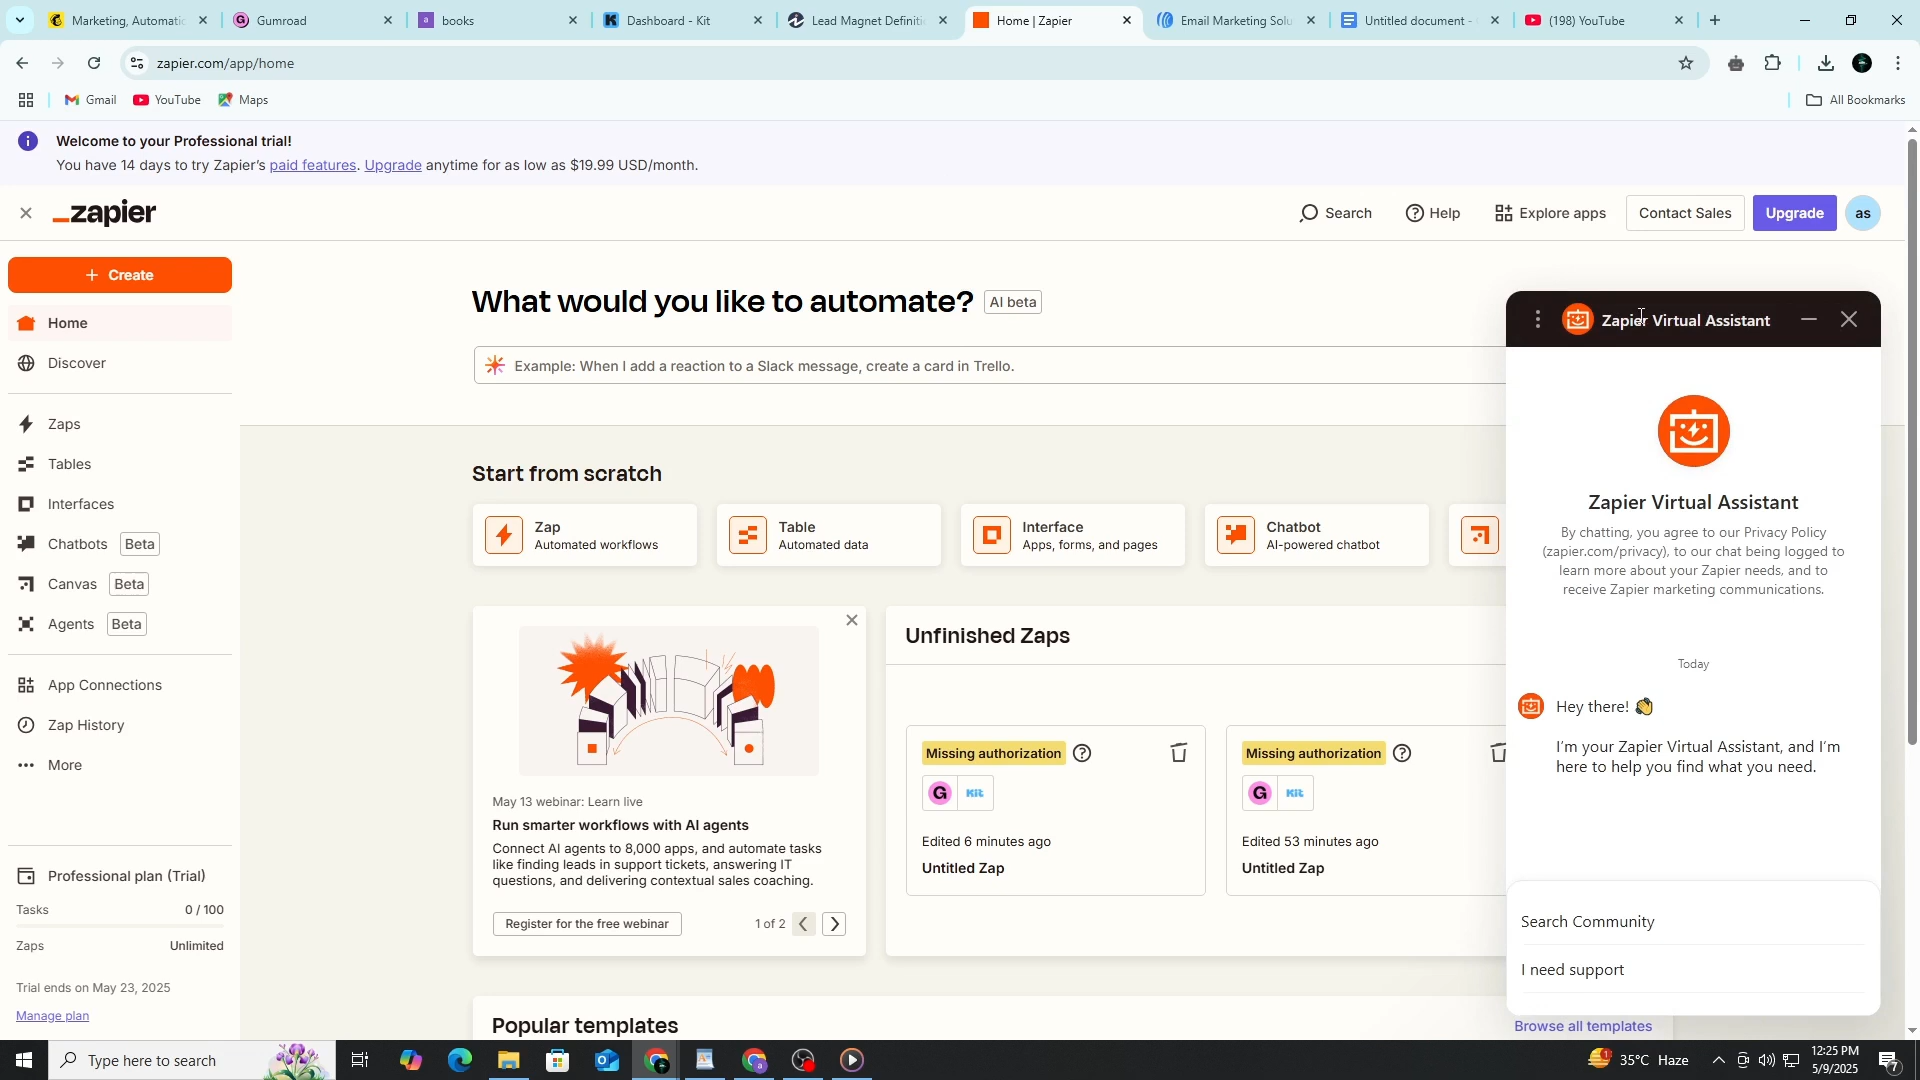 Marketing, Automatic
Gumroad
books
Dashboard - Kit
Lead Magnet Definiti
Home | Zapier
Email Marketing Solu
Untitled document -
(198) YouTube
zapier.com/app/home
Gmail
YouTube
Maps
All Bookmarks
Welcome to your Professional trial!
You have 14 days to try Zapier's paid features. Upgrade anytime for as low as $19.99 USD/month.
zapier
Search
Help
Explore apps
Contact Sales
Upgrade
as
+ Create
Home
Discover
Zaps
Tables
Interfaces
Chatbots Beta
Canvas Beta
Agents Beta
App Connections
Zap History
More
Professional plan (Trial)
Tasks 0 / 100
Zaps Unlimited
Trial ends on May 23, 2025
Manage plan
What would you like to automate? AI beta
Example: When I add a reaction to a Slack message, create a card in Trello.
Start from scratch
Zap
Automated workflows
Table
Automated data
Interface
Apps, forms, and pages
Chatbot
AI-powered chatbot
May 13 webinar: Learn live
Run smarter workflows with AI agents
Connect AI agents to 8,000 apps, and automate tasks
like finding leads in support tickets, answering IT
questions, and delivering contextual sales coaching.
Register for the free webinar
1 of 2
Unfinished Zaps
Missing authorization
G Kit
Edited 6 minutes ago
Untitled Zap
Missing authorization
G Kit
Edited 53 minutes ago
Untitled Zap
Popular templates
Browse all templates
Zapier Virtual Assistant
Zapier Virtual Assistant
By chatting, you agree to our Privacy Policy
(zapier.com/privacy), to our chat being logged to
learn more about your Zapier needs, and to
receive Zapier marketing communications.
Today
Hey there! 👋
I'm your Zapier Virtual Assistant, and I'm
here to help you find what you need.
Search Community
I need support
Type here to search
1
35°C Haze
12:25 PM
5/9/2025
7